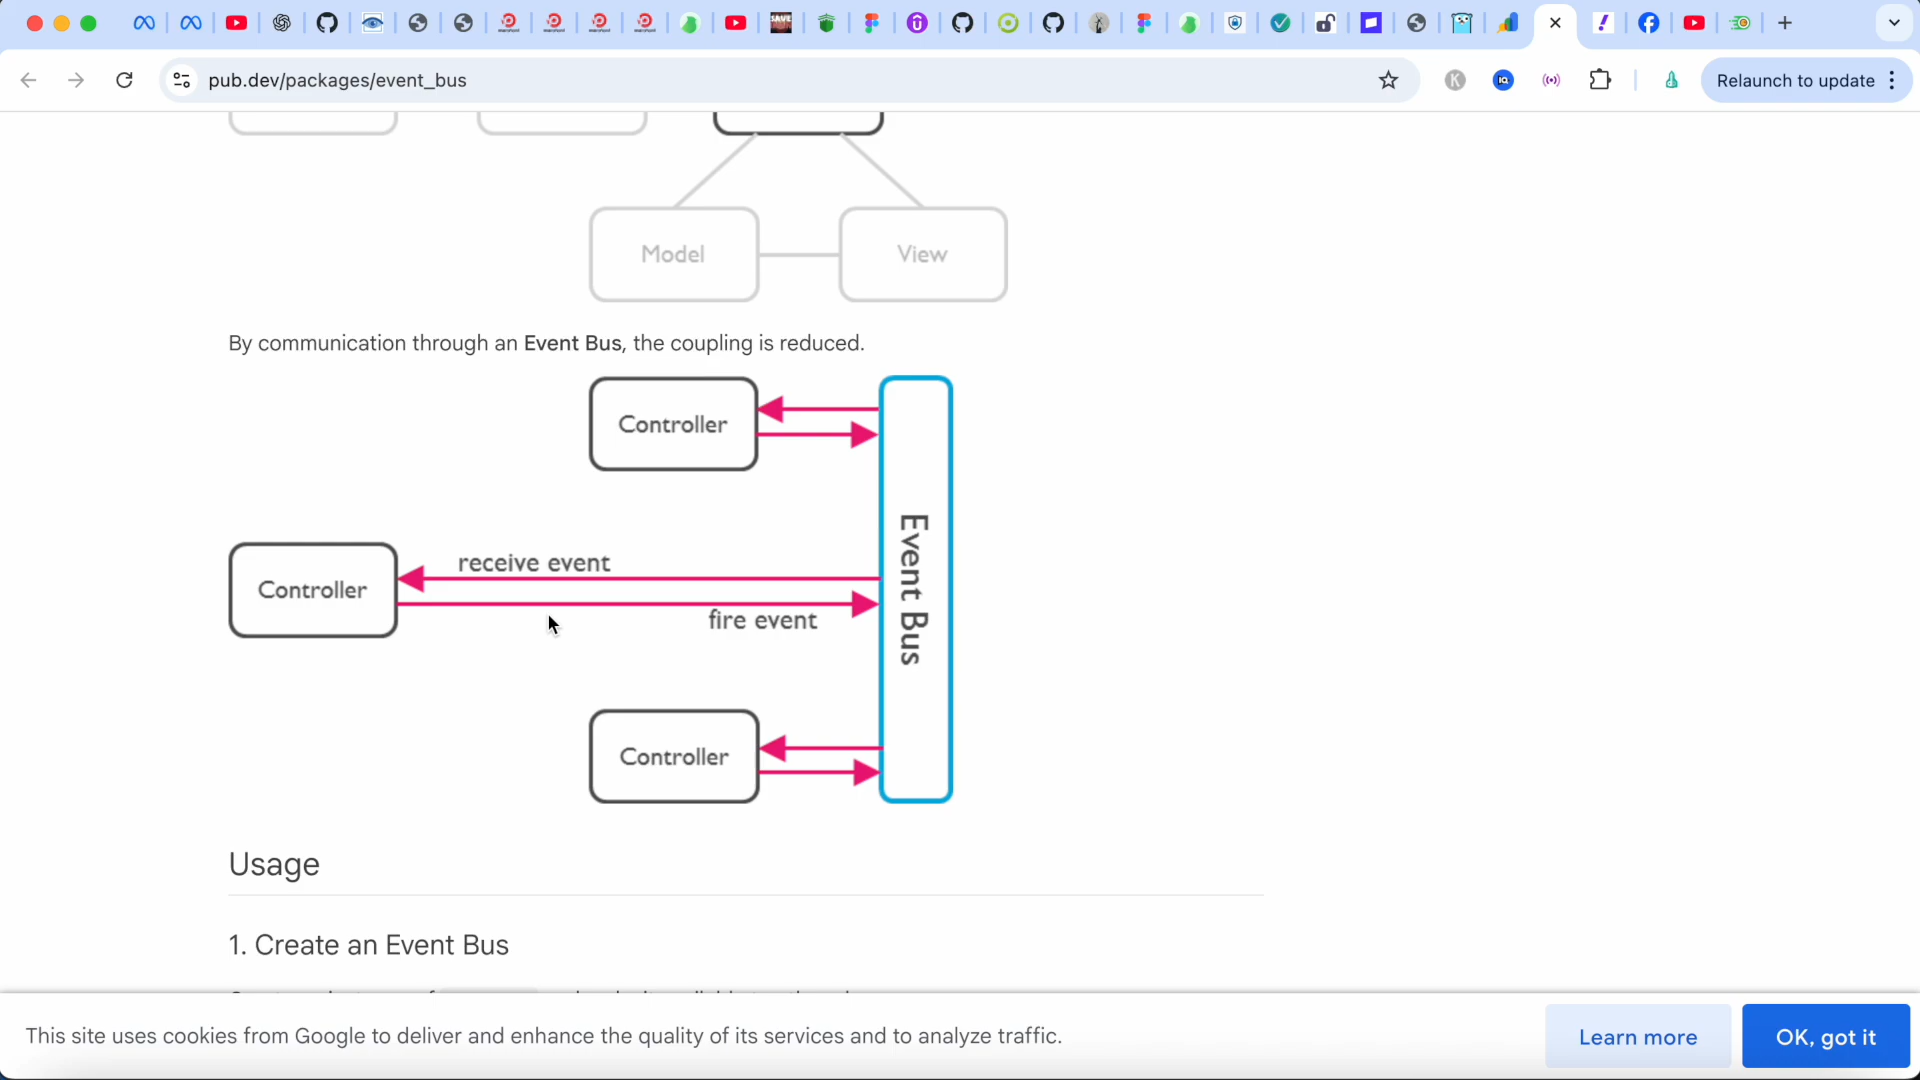 pub.dev/packages/event_bus
Relaunch to update
Model
View
By communication through an Event Bus, the coupling is reduced.
Controller
receive event
Controller
fire event
Event Bus
Controller
Usage
1. Create an Event Bus
This site uses cookies from Google to deliver and enhance the quality of its services and to analyze traffic.
Learn more
OK, got it